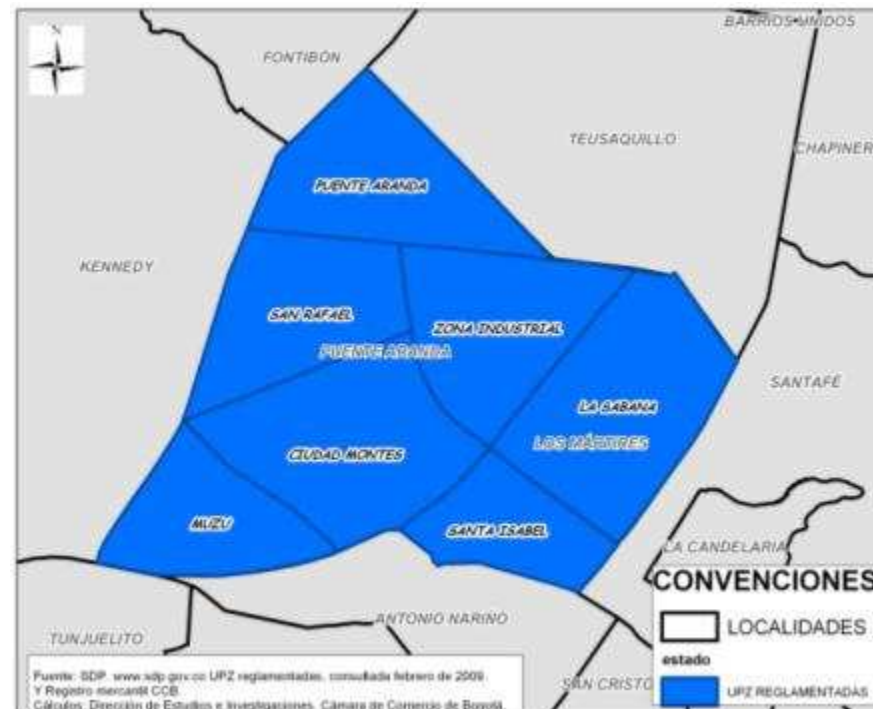 N
BARRIOS UNIDOS
FONTIBÓN
TEUSAQUILLO
CHAPINER
PUENTE ARANDA
KENNEDY
SAN RAFAEL
ZONA INDUSTRIAL
PUENTE ARANDA
SANTAFÉ
LA SABANA
LOS MÁRTIRES
CIUDAD MONTES
MUZU
SANTA ISABEL
LA CANDELARIA
CONVENCIONES
LOCALIDADES
ANTONIO NARIÑO
TUNJUELITO
estado
SAN CRISTO
UPZ REGLAMENTADAS
Fuente: SDP. www.sdp.gov.co UPZ reglamentadas, consultada febrero de 2009.
Y Registro mercantil CCB
Cálculos: Dirección de Estudios e Investigaciones, Cámara de Comercio de Bogotá.